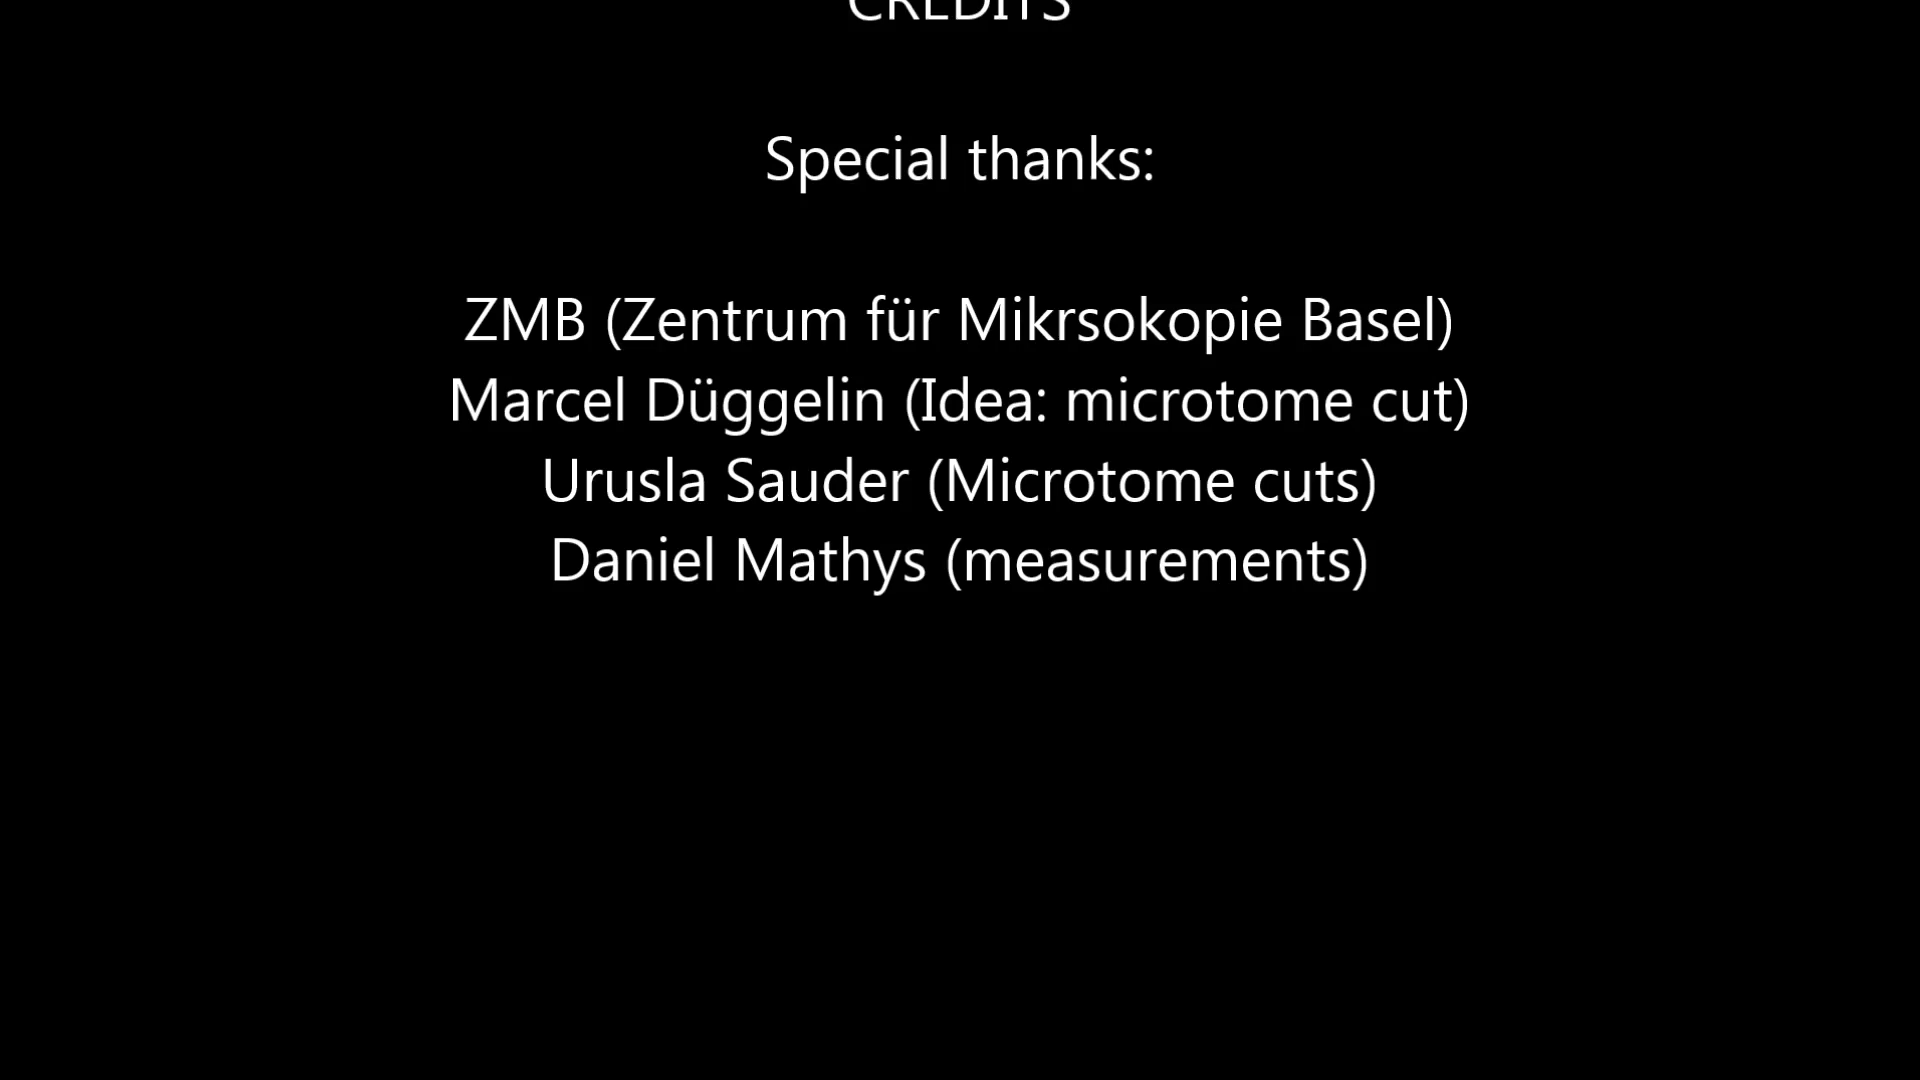 CREDITS
Special thanks:
ZMB (Zentrum für Mikrsokopie Basel)
Marcel Düggelin (Idea: microtome cut)
Urusla Sauder (Microtome cuts)
Daniel Mathys (measurements)